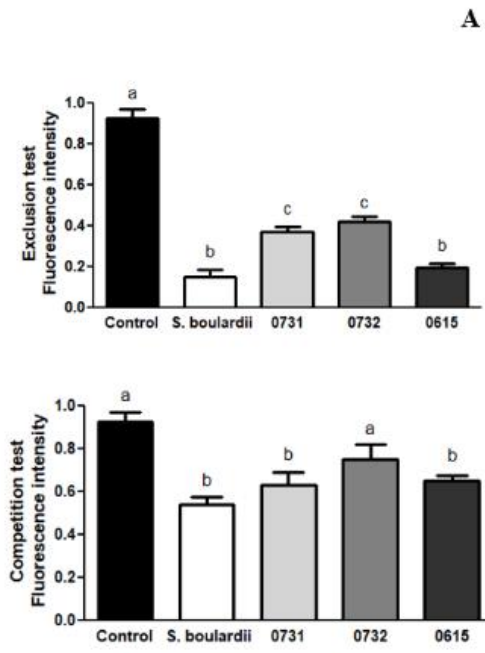 A
Exclusion test
Fluorescence intensity
1.0
0.8
0.6
0.4
0.2
0.0
a
b
c
c
b
Control S. boulardii 0731 0732 0615
Competition test
Fluorescence intensity
1.0
0.8
0.6
0.4
0.2
0.0
a
b
b
a
b
Control S. boulardii 0731 0732 0615